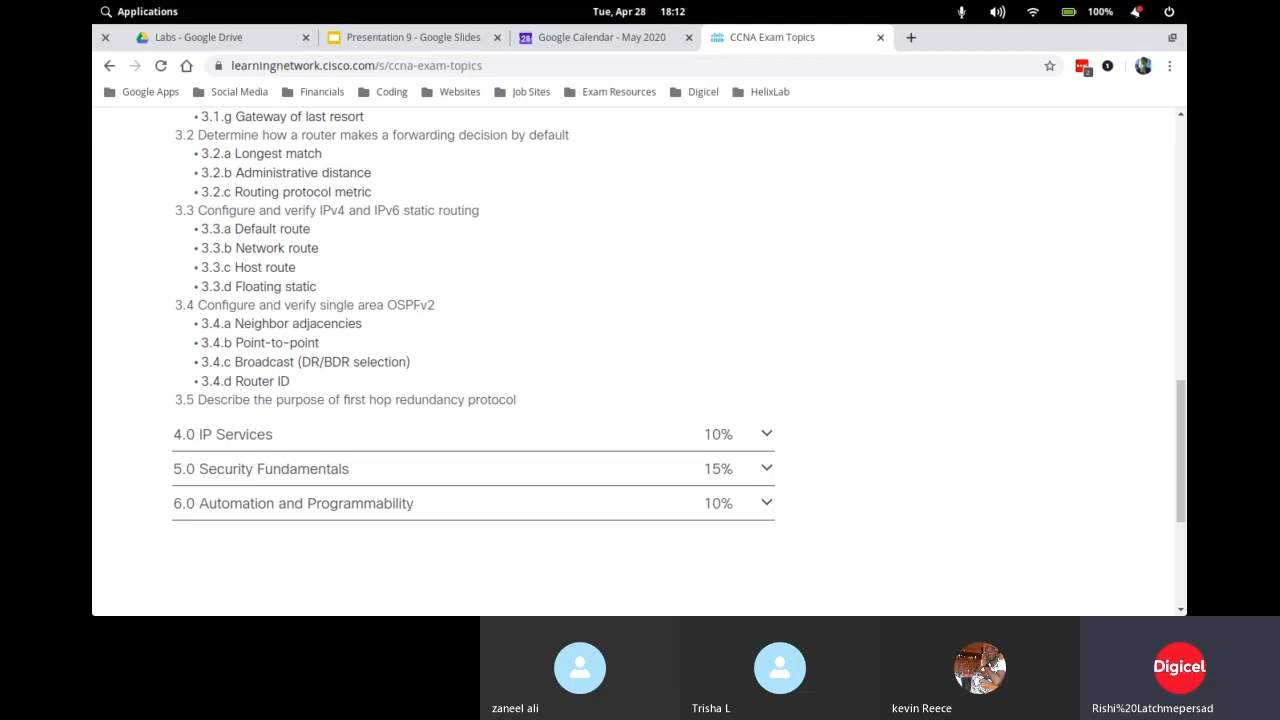 Applications
Tue, Apr 28 18:12
100%
Labs - Google Drive
Presentation 9 - Google Slides
28
Google Calendar - May 2020
CCNA Exam Topics
learningnetwork.cisco.com/s/ccna-exam-topics
2
Google Apps
Social Media
Financials
Coding
Websites
Job Sites
Exam Resources
Digicel
HelixLab
• 3.1.g Gateway of last resort
3.2 Determine how a router makes a forwarding decision by default
• 3.2.a Longest match
• 3.2.b Administrative distance
• 3.2.c Routing protocol metric
3.3 Configure and verify IPv4 and IPv6 static routing
• 3.3.a Default route
• 3.3.b Network route
• 3.3.c Host route
• 3.3.d Floating static
3.4 Configure and verify single area OSPFv2
• 3.4.a Neighbor adjacencies
• 3.4.b Point-to-point
• 3.4.c Broadcast (DR/BDR selection)
• 3.4.d Router ID
3.5 Describe the purpose of first hop redundancy protocol
4.0 IP Services 10%
5.0 Security Fundamentals 15%
6.0 Automation and Programmability 10%
Digicel
zaneel ali
Trisha L
kevin Reece
Rishi%20Latchmepersad